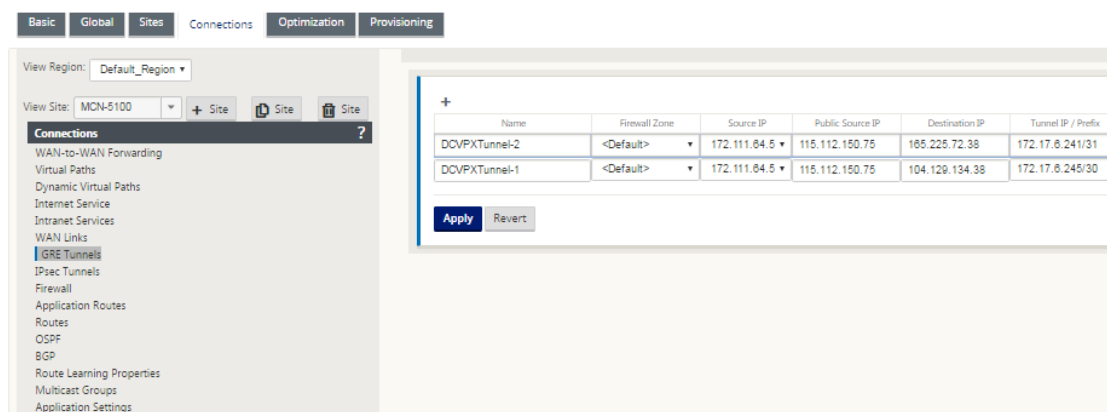 Basic Global Sites Connections Optimization Provisioning
View Region: Default_Region
View Site: MCN-5100 + Site Site Site
Connections ?
WAN-to-WAN Forwarding
Virtual Paths
Dynamic Virtual Paths
Internet Service
Intranet Services
WAN Links
GRE Tunnels
IPsec Tunnels
Firewall
Application Routes
Routes
OSPF
BGP
Route Learning Properties
Multicast Groups
Application Settings
+
Name Firewall Zone Source IP Public Source IP Destination IP Tunnel IP / Prefix
DCVPXTunnel-2 <Default> 172.111.64.5 115.112.150.75 165.225.72.38 172.17.6.241/31
DCVPXTunnel-1 <Default> 172.111.64.5 115.112.150.75 104.129.134.38 172.17.6.245/30
Apply Revert